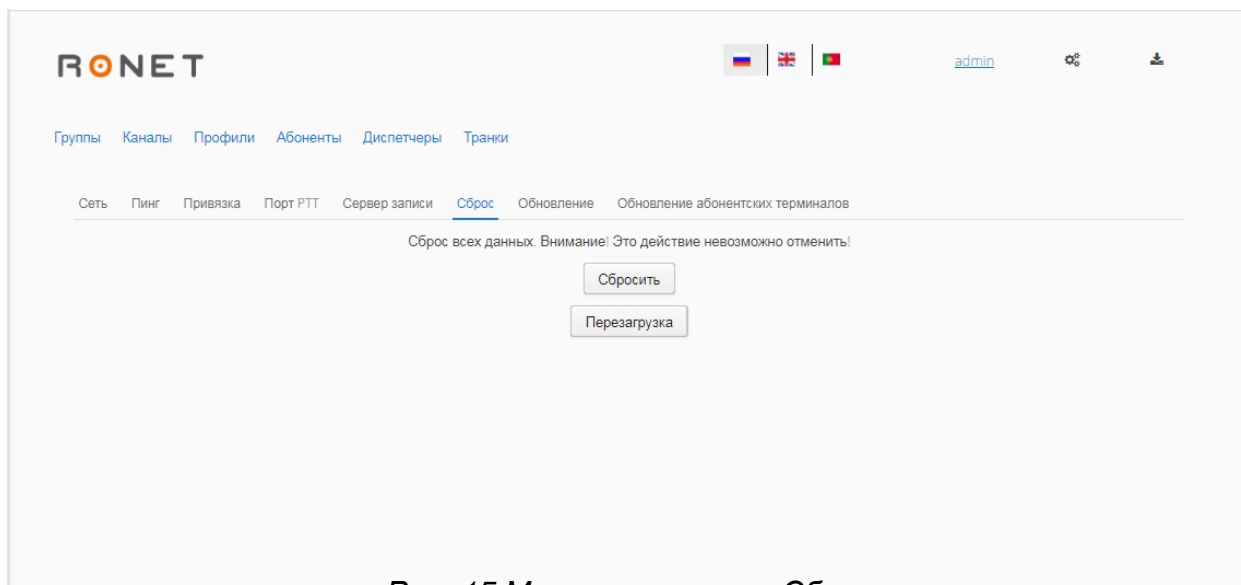 RONET
admin
Группы Каналы Профили Абоненты Диспетчеры Транки
Сеть Пинг Привязка Порт PTT Сервер записи Сброс Обновление Обновление абонентских терминалов
Сброс всех данных. Внимание! Это действие невозможно отменить!
Сбросить
Перезагрузка